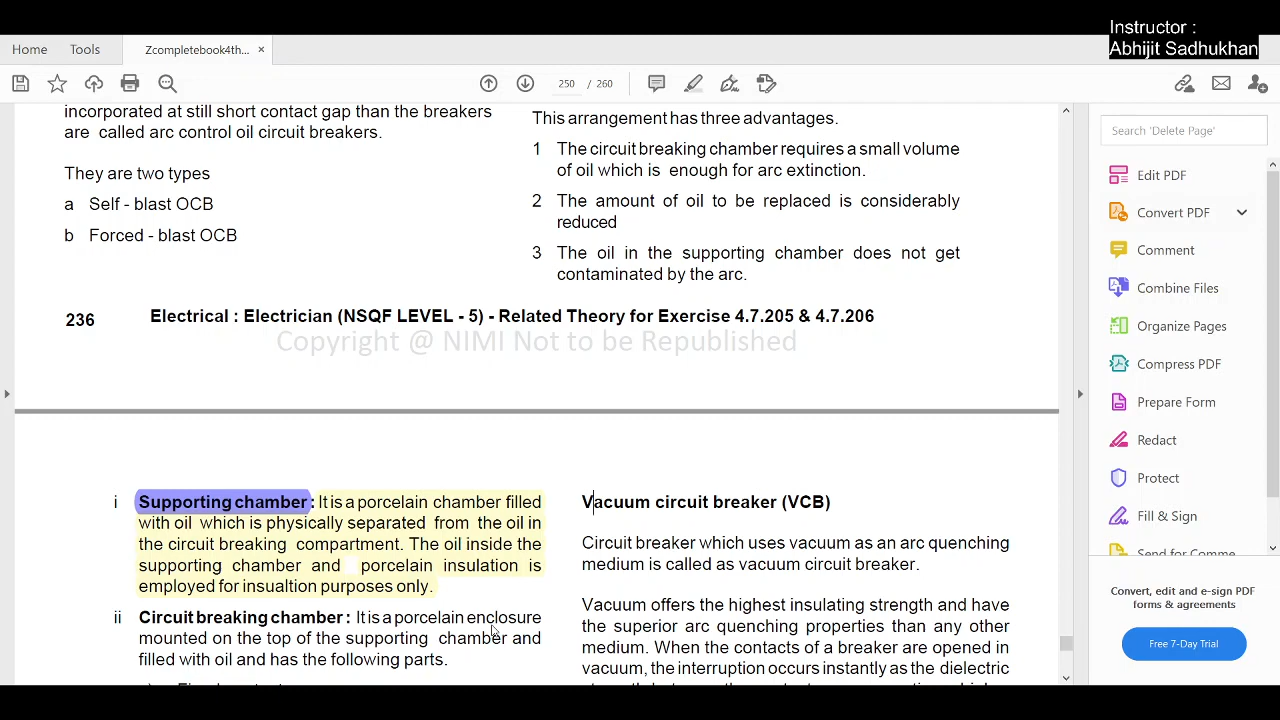 Instructor :
Abhijit Sadhukhan
Home
Tools
Zcompletebook4th...
250 / 260
incorporated at still short contact gap than the breakers
are called arc control oil circuit breakers.
They are two types
a Self - blast OCB
b Forced - blast OCB
This arrangement has three advantages.
1 The circuit breaking chamber requires a small volume
of oil which is enough for arc extinction.
2 The amount of oil to be replaced is considerably
reduced
3 The oil in the supporting chamber does not get
contaminated by the arc.
236
Electrical : Electrician (NSQF LEVEL - 5) - Related Theory for Exercise 4.7.205 & 4.7.206
Copyright @ NIMI Not to be Republished
i Supporting chamber : It is a porcelain chamber filled
with oil which is physically separated from the oil in
the circuit breaking compartment. The oil inside the
supporting chamber and porcelain insulation is
employed for insualtion purposes only.
ii Circuit breaking chamber : It is a porcelain enclosure
mounted on the top of the supporting chamber and
filled with oil and has the following parts.
Vacuum circuit breaker (VCB)
Circuit breaker which uses vacuum as an arc quenching
medium is called as vacuum circuit breaker.
Vacuum offers the highest insulating strength and have
the superior arc quenching properties than any other
medium. When the contacts of a breaker are opened in
vacuum, the interruption occurs instantly as the dielectric
Search 'Delete Page'
Edit PDF
Convert PDF
Comment
Combine Files
Organize Pages
Compress PDF
Prepare Form
Redact
Protect
Fill & Sign
Send for Comme
Convert, edit and e-sign PDF
forms & agreements
Free 7-Day Trial